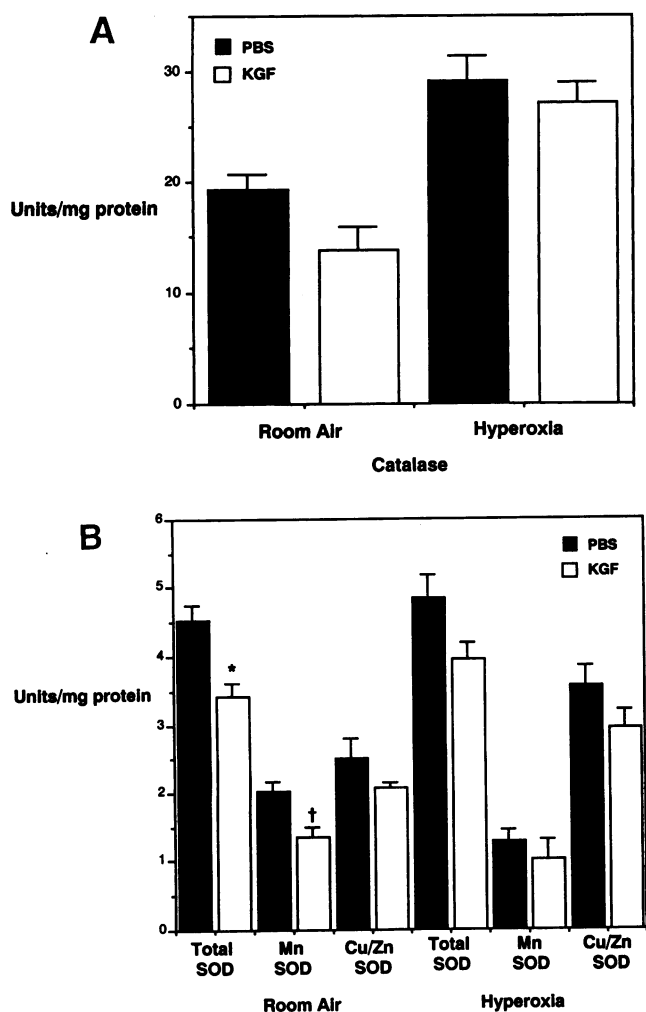 A
PBS
KGF
30
20
10
0
Units/mg protein
Room Air
Hyperoxia
Catalase
B
PBS
KGF
6
5
4
3
2
1
0
Units/mg protein
*
†
Total SOD
Mn SOD
Cu/Zn SOD
Total SOD
Mn SOD
Cu/Zn SOD
Room Air
Hyperoxia